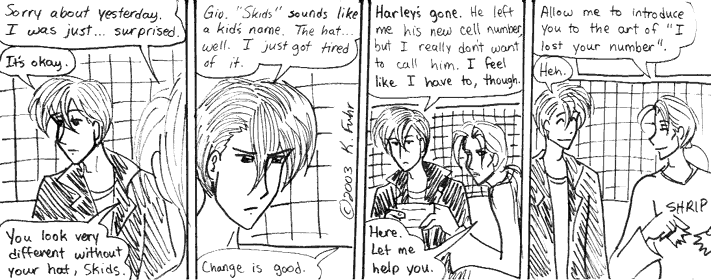 Sorry about yesterday.
I was just... surprised.
It's okay.
You look very
different without
your hat, Skids.
Gio. "Skids" sounds like
a kid's name. The hat...
well. I just got tired
of it.
Change is good.
©2003 K. Fuhr
Harley's gone. He left
me his new cell number,
but I really don't want
to call him. I feel
like I have to, though.
Here.
Let me
help you.
Allow me to introduce
you to the art of "I
lost your number".
Heh.
SHRIP